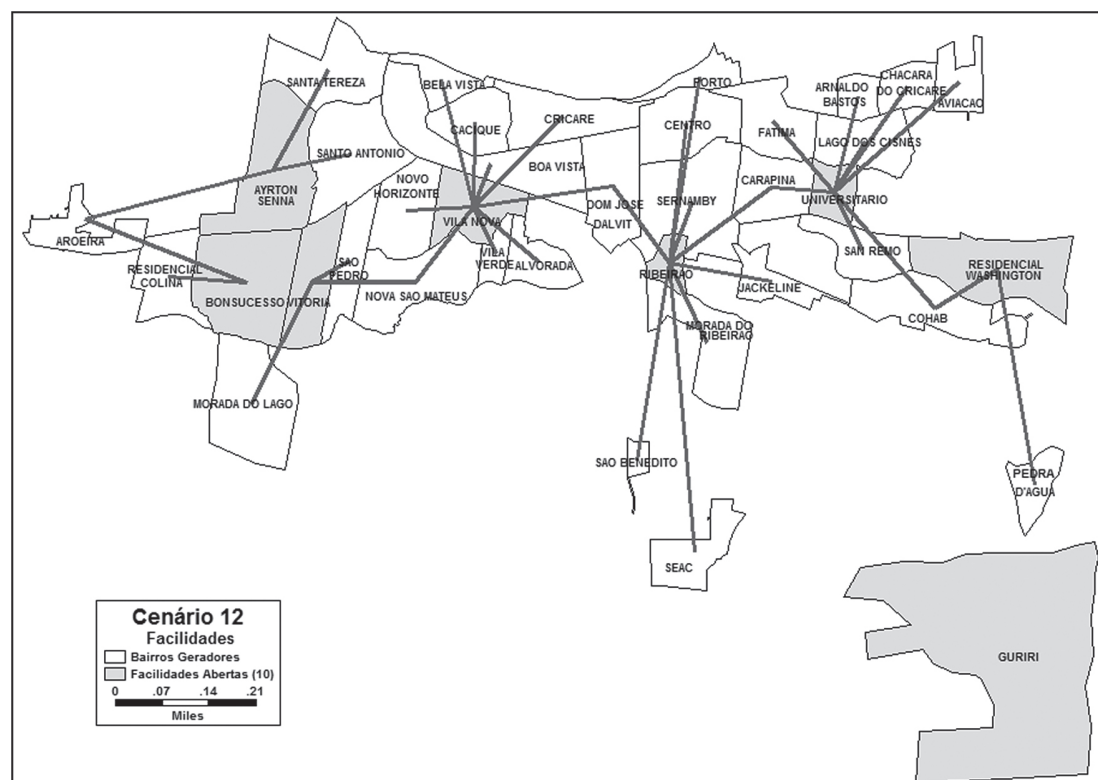 PORTO
SANTA TEREZA
BELA VISTA
ARNALDO
BASTOS
CHACARA
DO CRICARE
AVIACAO
CACIQUE
CRICARE
CENTRO
FATIMA
LAGO DOS CISNES
SANTO ANTONIO
NOVO
HORIZONTE
BOA VISTA
CARAPINA
AYRTON
SENNA
VILA NOVA
DOM JOSE
DALVIT
SERNAMBY
UNIVERSITARIO
AROEIRA
VILA
VERDE
ALVORADA
SAN REMO
RESIDENCIAL
COLINA
SAO
PEDRO
RIBEIRAO
RESIDENCIAL
WASHINGTON
BONSUCESSO
VITORIA
NOVA SAO MATEUS
JACKELINE
COHAB
MORADA DO
RIBEIRAO
MORADA DO LAGO
SAO BENEDITO
PEDRA
D'AGUA
SEAC
GURIRI
Cenário 12
Facilidades
Bairros Geradores
Facilidades Abertas (10)
0 .07 .14 .21
Miles